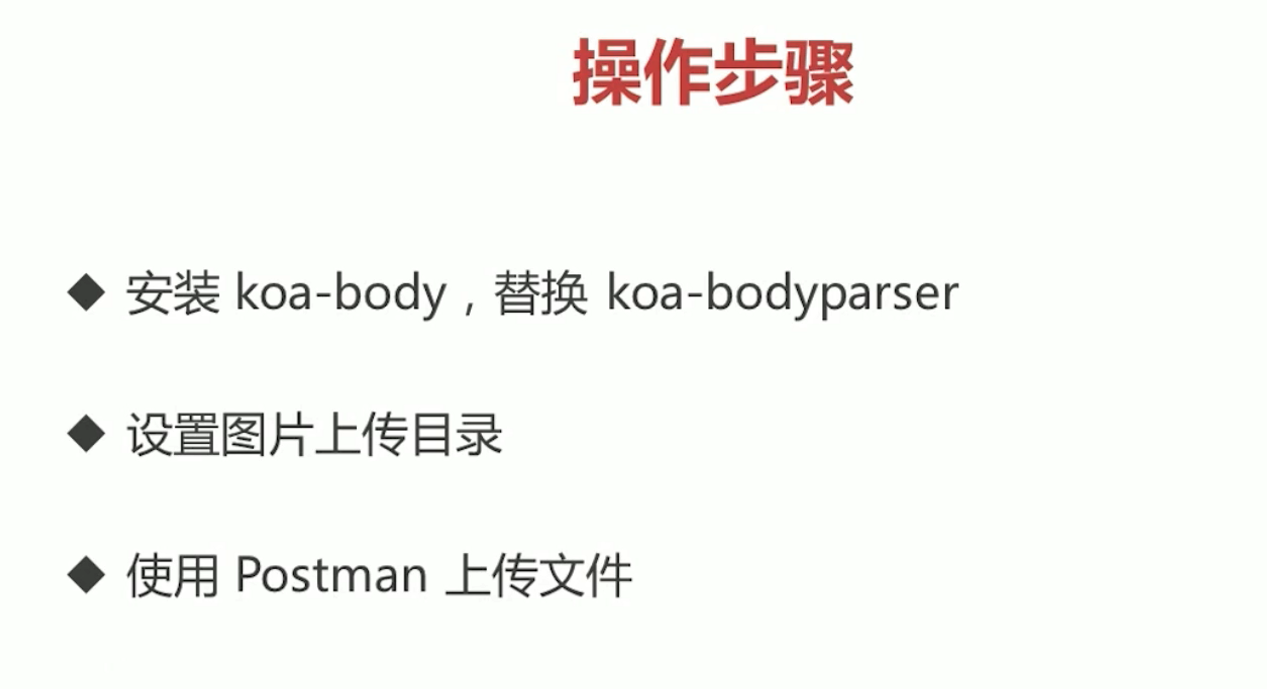 操作步骤
◆ 安装 koa-body，替换 koa-bodyparser
◆ 设置图片上传目录
◆ 使用 Postman 上传文件